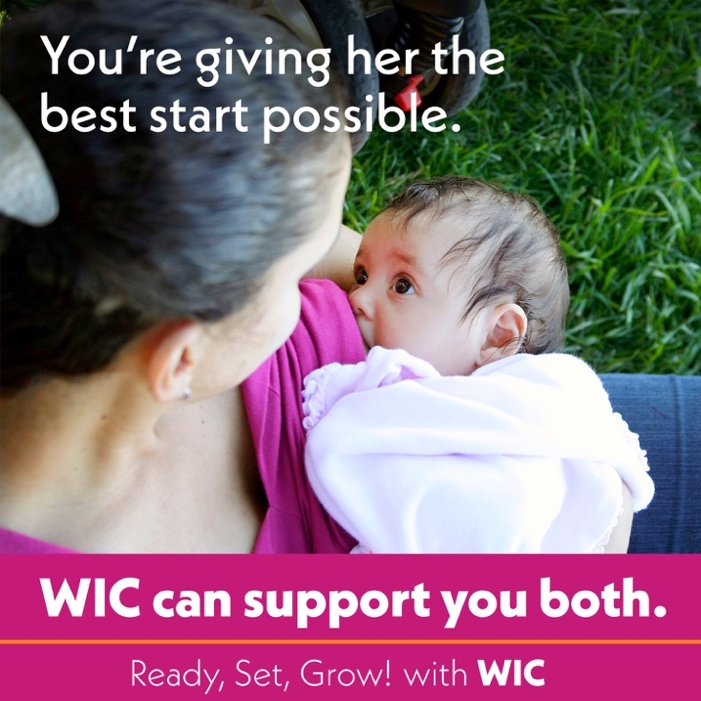 You're giving her the
best start possible.
WIC can support you both.
Ready, Set, Grow! with WIC